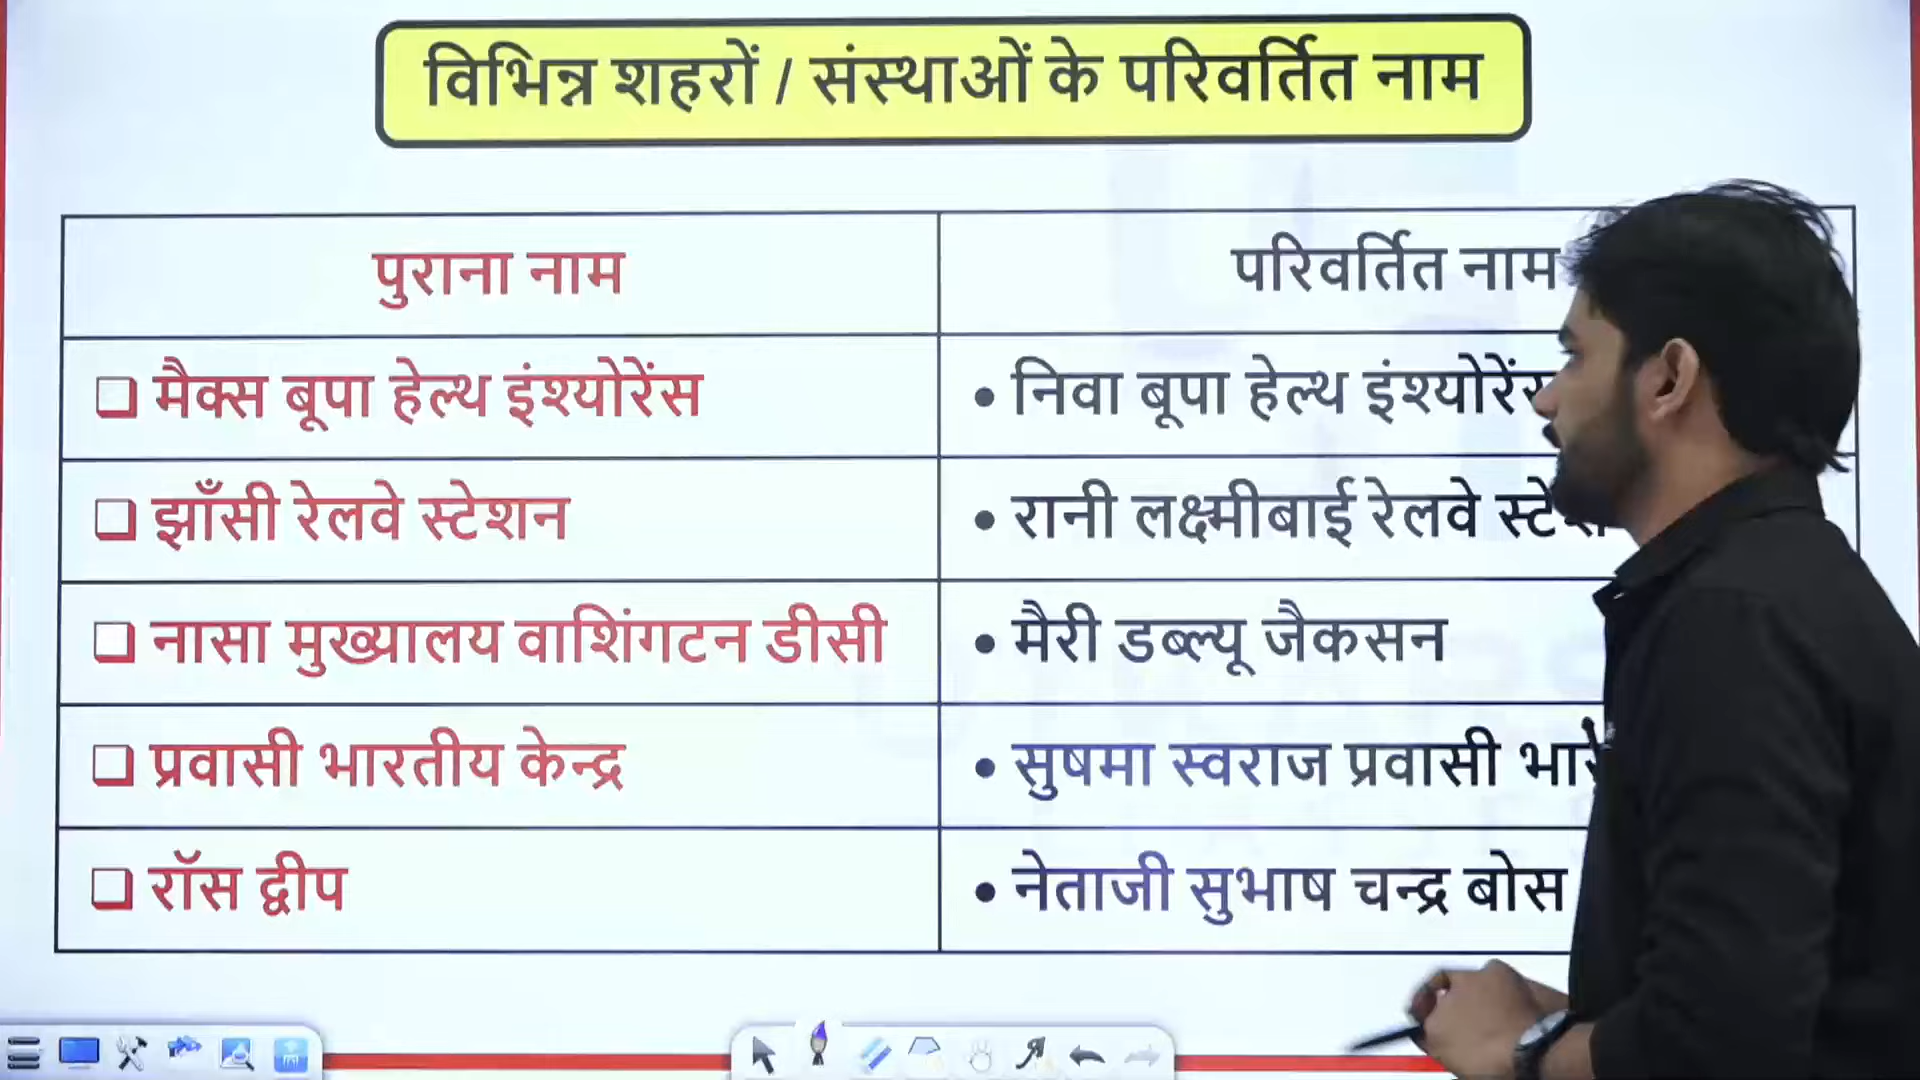 विभिन्न शहरों / संस्थाओं के परिवर्तित नाम
पुराना नाम
परिवर्तित नाम
❑ मैक्स बूपा हेल्थ इंश्योरेंस
• निवा बूपा हेल्थ
❑ झाँसी रेलवे स्टेशन
• रानी लक्ष्मीबाई रेलवे
❑ नासा मुख्यालय वाशिंगटन डीसी
• मैरी डब्ल्यू जैकसन
❑ प्रवासी भारतीय केन्द्र
• सुषमा स्वराज प्रवासी
❑ रॉस द्वीप
• नेताजी सुभाष चन्द्र बोस